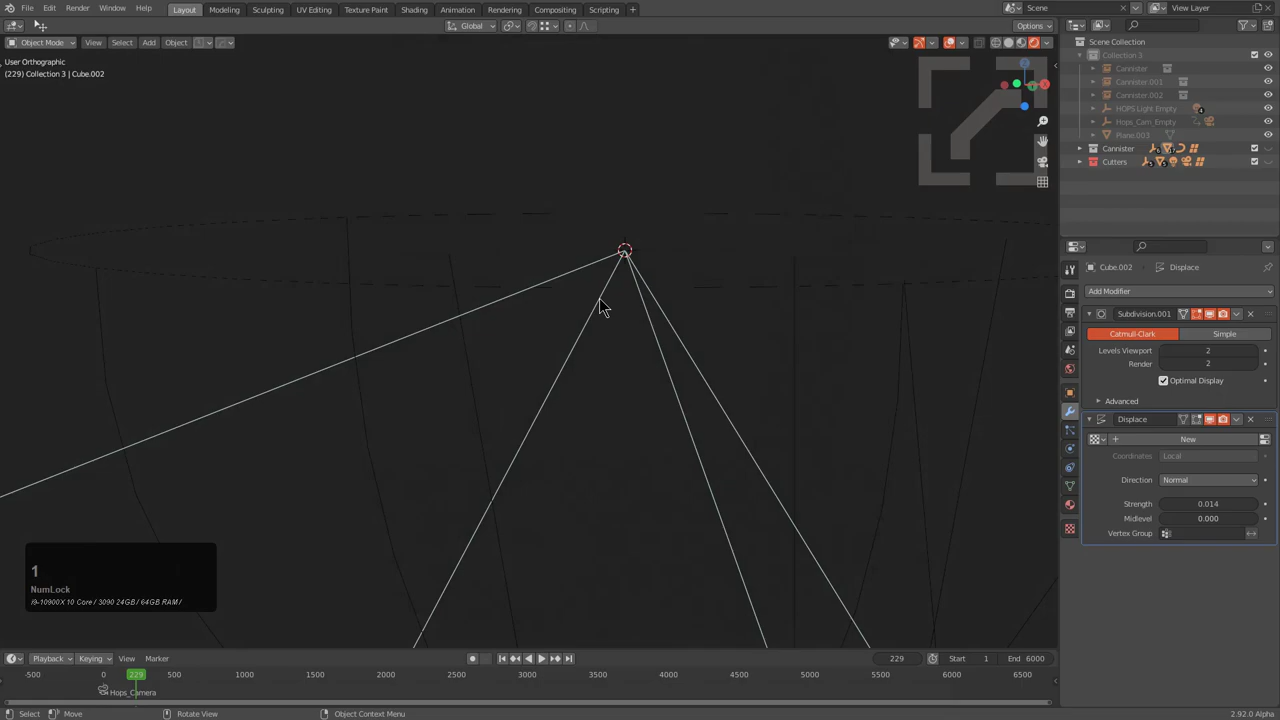 File Edit Render Window Help
Layout Modeling Sculpting UV Editing Texture Paint Shading Animation Rendering Compositing Scripting +
Scene
View Layer
Global
Options
Object Mode View Select Add Object
User Orthographic
(229) Collection 3 | Cube.002
Scene Collection
Collection 3
Cannister
Cannister.001
Cannister.002
HOPS Light Empty 4
Hops_Cam_Empty
Plane.003
Cannister
Cutters
Cube.002 Displace
Add Modifier
Subdivision.001
Catmull-Clark Simple
Levels Viewport 2
Render 2
Optimal Display
Advanced
Displace
New
Coordinates Local
Direction Normal
Strength 0.014
Midlevel 0.000
Vertex Group
1
NumLock
i9-10900X 10 Core / 3090 24GB / 64GB RAM /
Playback Keying View Marker
229 Start 1 End 6000
-500 0 229 500 1000 1500 2000 2500 3000 3500 4000 4500 5000 5500 6000 6500
Hops_Camera
Select Move Rotate View Object Context Menu 2.92.0 Alpha